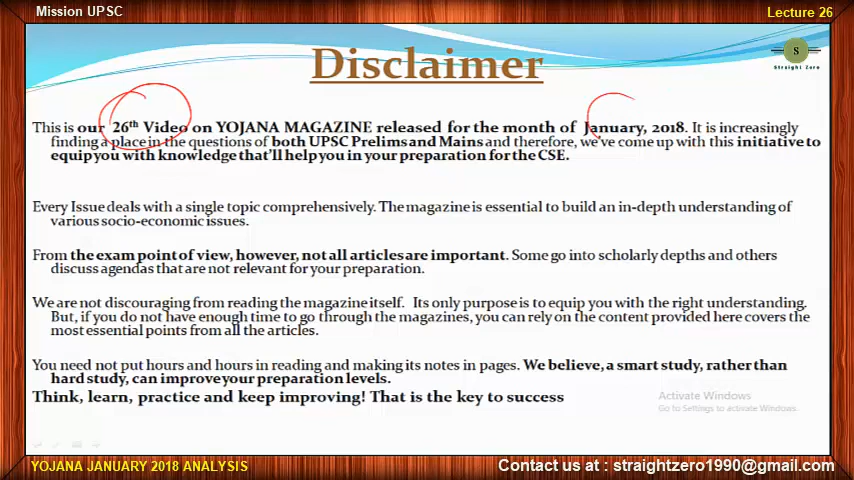 Mission UPSC
Lecture 26
Disclaimer
S
Straight Zero
This is our 26th Video on YOJANA MAGAZINE released for the month of January, 2018. It is increasingly
finding a place in the questions of both UPSC Prelims and Mains and therefore, we've come up with this initiative to
equip you with knowledge that'll help you in your preparation for the CSE.
Every Issue deals with a single topic comprehensively. The magazine is essential to build an in-depth understanding of
various socio-economic issues.
From the exam point of view, however, not all articles are important. Some go into scholarly depths and others
discuss agendas that are not relevant for your preparation.
We are not discouraging from reading the magazine itself. Its only purpose is to equip you with the right understanding.
But, if you do not have enough time to go through the magazines, you can rely on the content provided here covers the
most essential points from all the articles.
You need not put hours and hours in reading and making its notes in pages. We believe, a smart study, rather than
hard study, can improve your preparation levels.
Think, learn, practice and keep improving! That is the key to success
Activate Windows
Go to Settings to activate Windows.
YOJANA JANUARY 2018 ANALYSIS
Contact us at : straightzero1990@gmail.com